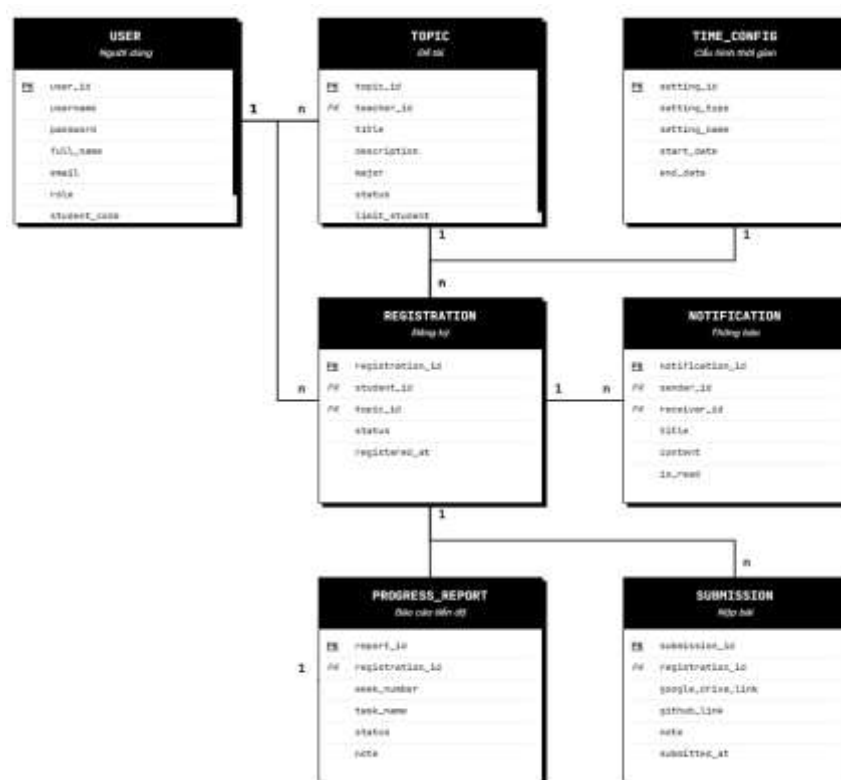 USER
Người dùng
PK user_id
username
password
full_name
email
role
student_code
1
n
TOPIC
Đề tài
PK topic_id
FK teacher_id
title
description
major
status
limit_student
1
TIME_CONFIG
Cấu hình thời gian
PK setting_id
setting_type
setting_name
start_date
end_date
1
n
REGISTRATION
Đăng ký
PK registration_id
n FK student_id
FK topic_id
status
registered_at
1
n
NOTIFICATION
Thông báo
PK notification_id
FK sender_id
FK receiver_id
title
content
is_read
1
n
PROGRESS_REPORT
Báo cáo tiến độ
PK report_id
1 FK registration_id
week_number
task_name
status
note
SUBMISSION
Nộp bài
PK submission_id
FK registration_id
google_drive_link
github_link
note
submitted_at